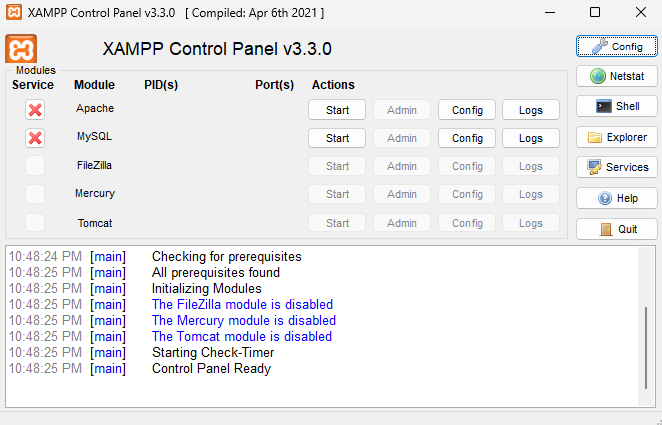 XAMPP Control Panel v3.3.0 [ Compiled: Apr 6th 2021 ]
XAMPP Control Panel v3.3.0
Config
Modules
Service Module PID(s) Port(s) Actions
Netstat
Apache Start Admin Config Logs
Shell
MySQL Start Admin Config Logs
Explorer
FileZilla Start Admin Config Logs
Services
Mercury Start Admin Config Logs
Help
Tomcat Start Admin Config Logs
Quit
10:48:24 PM [main] Checking for prerequisites
10:48:25 PM [main] All prerequisites found
10:48:25 PM [main] Initializing Modules
10:48:25 PM [main] The FileZilla module is disabled
10:48:25 PM [main] The Mercury module is disabled
10:48:25 PM [main] The Tomcat module is disabled
10:48:25 PM [main] Starting Check-Timer
10:48:25 PM [main] Control Panel Ready